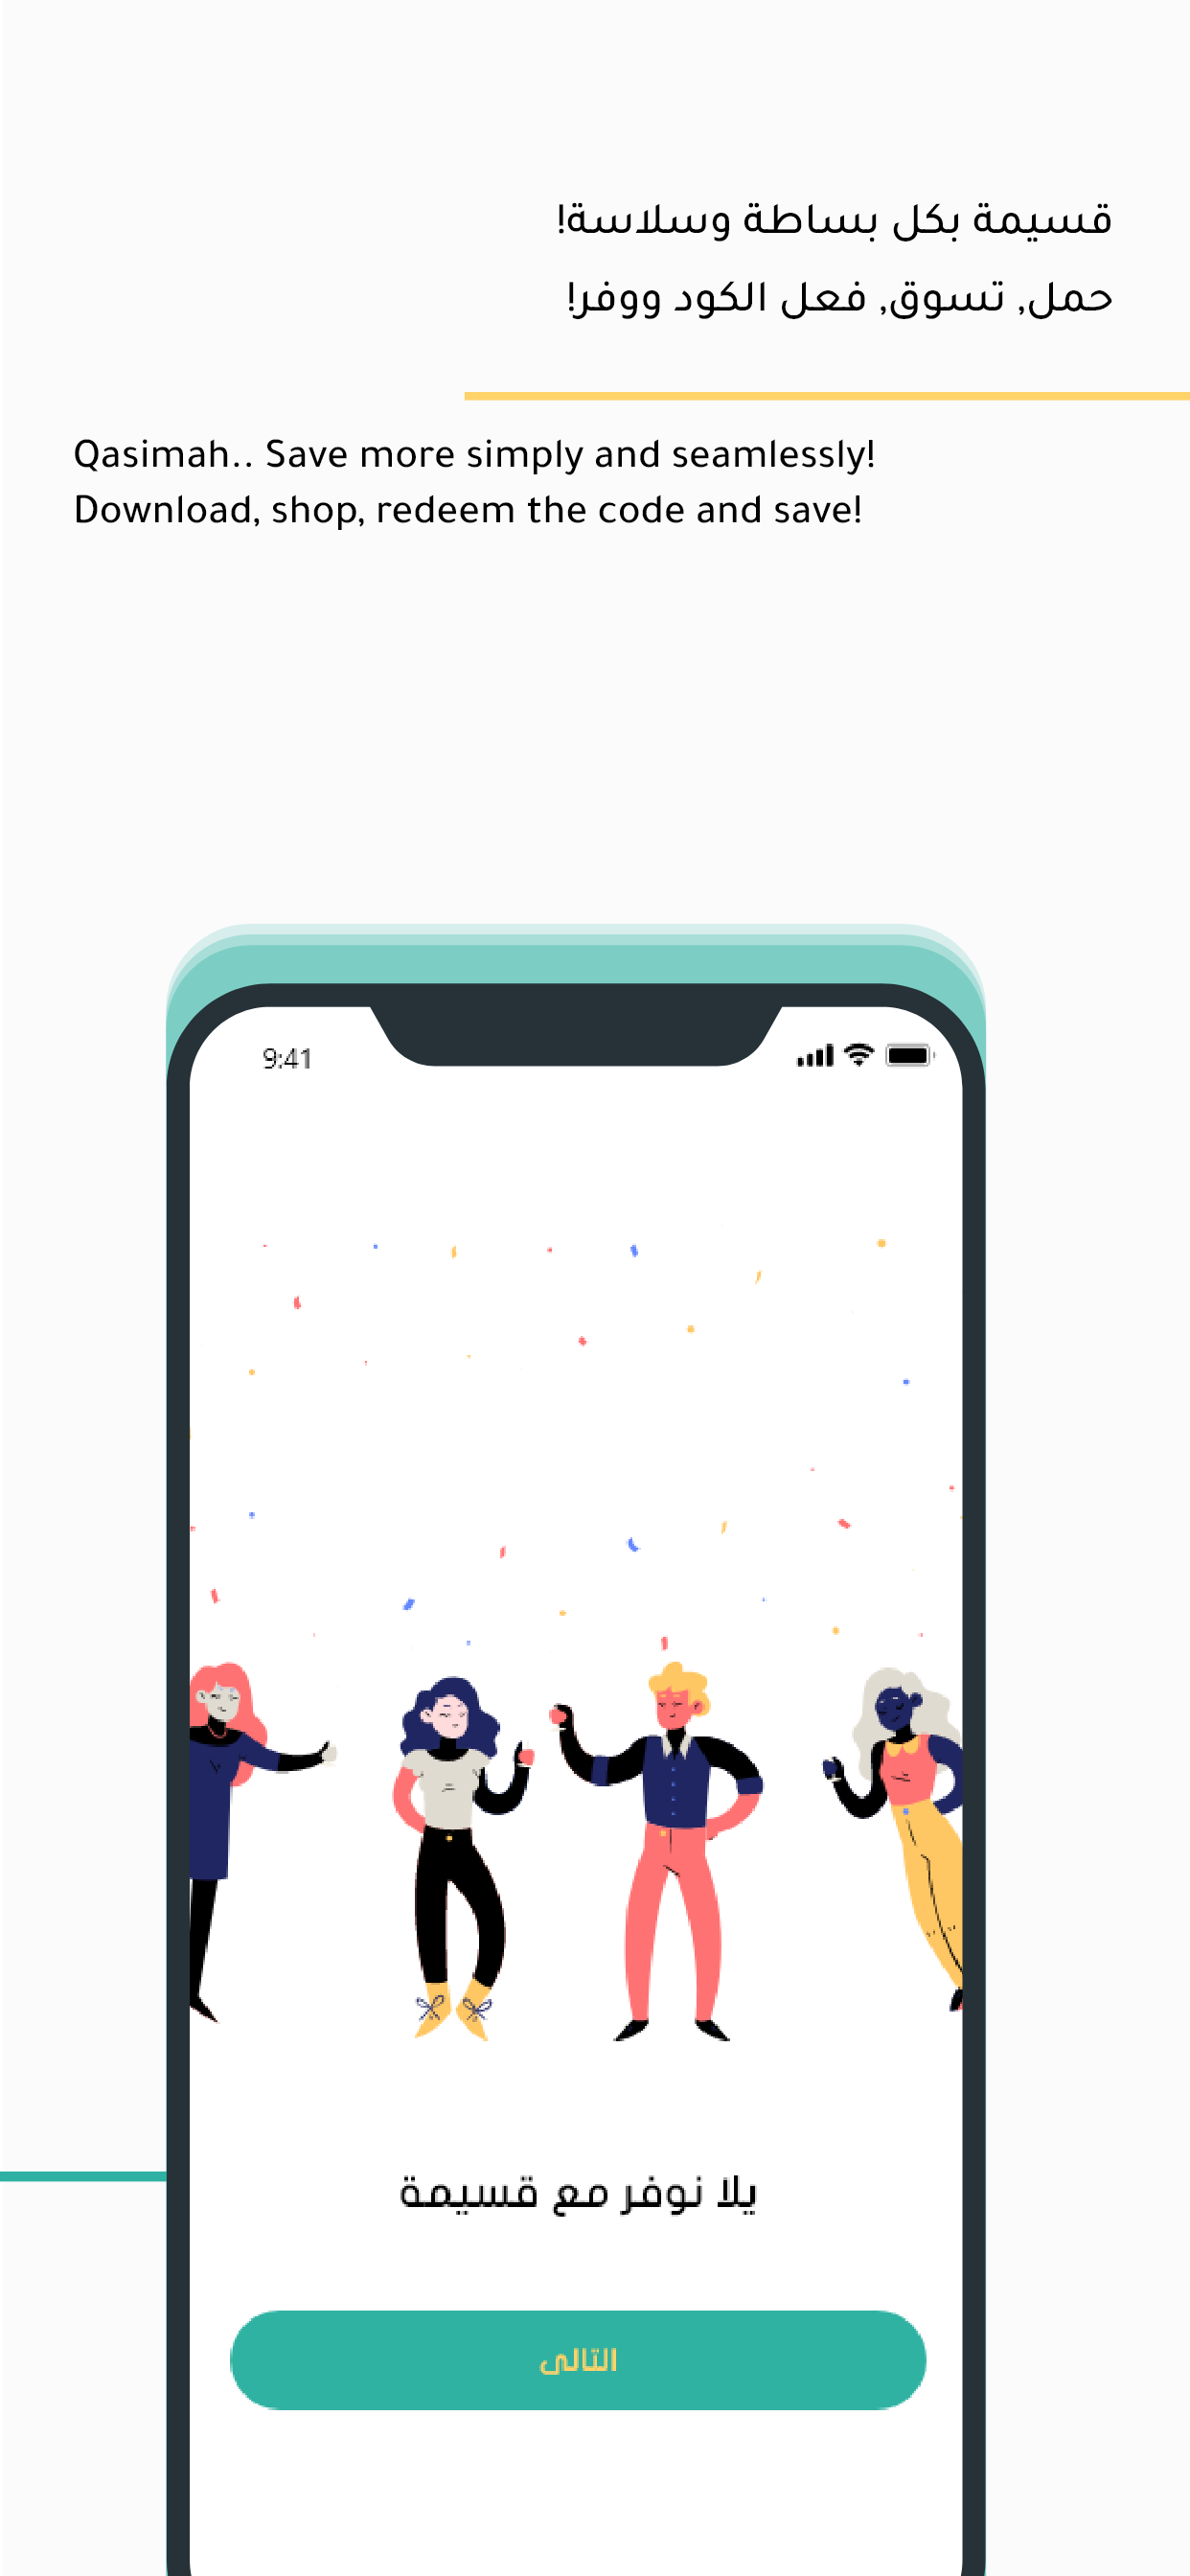 قسيمة بكل بساطة وسلاسة!
حمل, تسوق, فعل الكود ووفر!
Qasimah.. Save more simply and seamlessly!
Download, shop, redeem the code and save!
9:41
يلا نوفر مع قسيمة
التالى